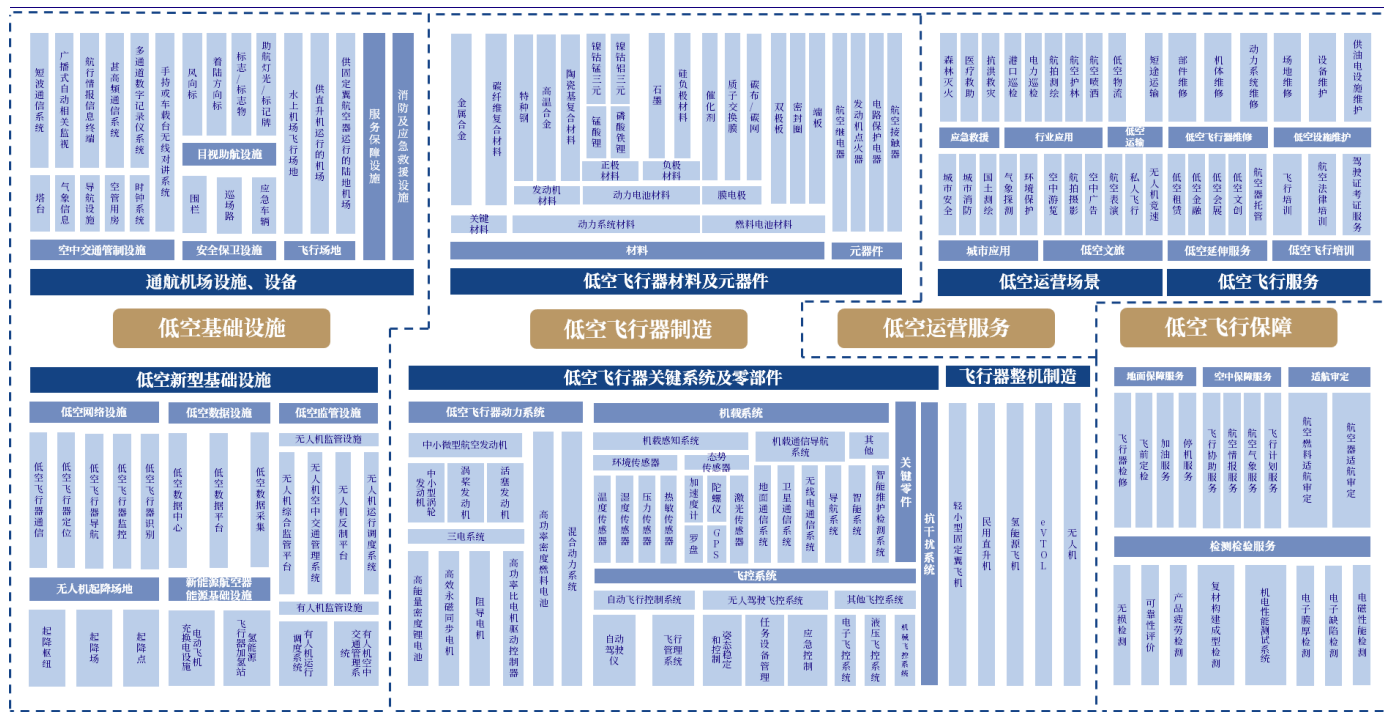 短波通信系统
广播式自动相关监视
航行情报信息终端
甚高频通信系统
多通道数字记录仪系统
手持或车载台无线对讲系统
风向标
着陆方向标
标志/标志物
助航灯光/标记牌
水上机场飞行场地
供直升机运行的机场
供固定翼航空器运行的陆地机场
服务保障设施
消防及应急救援设施
目视助航设施
塔台
气象信息
导航设施
空管用房
时钟系统
围栏
巡场路
应急车辆
空中交通管制设施
安全保卫设施
飞行场地
通航机场设施、设备
低空基础设施
低空新型基础设施
低空网络设施
低空数据设施
低空监管设施
无人机监管设施
低空飞行器通信
低空飞行器定位
低空飞行器导航
低空飞行器监控
低空飞行器识别
低空数据中心
低空数据平台
低空数据采集
无人机综合监管平台
无人机空中交通管理系统
无人机反制平台
无人机运行调度系统
无人机起降场地
新能源航空器
能源基础设施
有人机监管设施
起降枢纽
起降场
起降点
电动飞机
充换电设施
氢能源
飞行器加氢站
有人机运行
调度系统
有人机空中
交通管理系
统
金属合金
碳纤维复合材料
特种钢
高温合金
陶瓷基复合材料
镍钴锰三元
镍钴铝三元
锰酸锂
磷酸铁锂
石墨
硅负极材料
催化剂
质子交换膜
碳布/碳网
双极板
密封圈
端板
航空继电器
发动机点火器
电路保护电器
航空接触器
正极
材料
负极
材料
发动机
材料
动力电池材料
膜电极
关键
材料
动力系统材料
燃料电池材料
材料
元器件
低空飞行器材料及元器件
低空飞行器制造
低空飞行器关键系统及零部件
飞行器整机制造
低空飞行器动力系统
机载系统
关键零件
抗干扰系统
中小微型航空发动机
机载感知系统
机载通信导航
系统
其他
环境传感器
态势
传感器
中小型涡轮
发动机
涡桨发动机
活塞发动机
高功率密度燃料电池
混合动力系统
温度传感器
湿度传感器
压力传感器
热敏传感器
加速度计
罗盘
陀螺仪
GPS
激光传感器
地面通信系统
卫星通信系统
无线电通信系统
导航系统
智能系统
智能维护检测系统
三电系统
高能量密度锂电池
高效永磁同步电机
阻导电机
高功率比电机驱动控制器
飞控系统
自动飞行控制系统
无人驾驶飞控系统
其他飞控系统
自动驾驶仪
飞行管理系统
姿态稳定
和控制
任务设备管理
应急控制
电子飞控系统
液压飞控系统
机械飞控系统
轻小型固定翼飞机
民用直升机
氢能源飞机
eVTOL
无人机
森林灭火
医疗救助
抗洪救灾
港口巡检
电力巡检
航拍测绘
航空护林
航空喷洒
低空物流
短途运输
部件维修
机体维修
动力系统维修
场地维修
设备维护
供油电设施维护
应急救援
行业应用
低空
运输
低空飞行器维修
低空设施维护
城市安全
城市消防
国土测绘
气象探测
环境保护
空中游览
航拍摄影
空中广告
航空表演
私人飞行
无人机竞速
低空租赁
低空金融
低空会展
低空文创
航空器托管
飞行培训
航空法律培训
驾驶证考证服务
城市应用
低空文旅
低空延伸服务
低空飞行培训
低空运营场景
低空飞行服务
低空运营服务
低空飞行保障
地面保障服务
空中保障服务
适航审定
飞行器检修
飞前定检
加油服务
停机服务
飞行协助服务
航空情报服务
航空气象服务
飞行计划服务
航空燃料适航审定
航空器适航审定
检测检验服务
无损检测
可靠性评价
产品疲劳检测
复材构建成型检测
机电性能测试系统
电子膜厚检测
电子缺陷检测
电磁性能检测